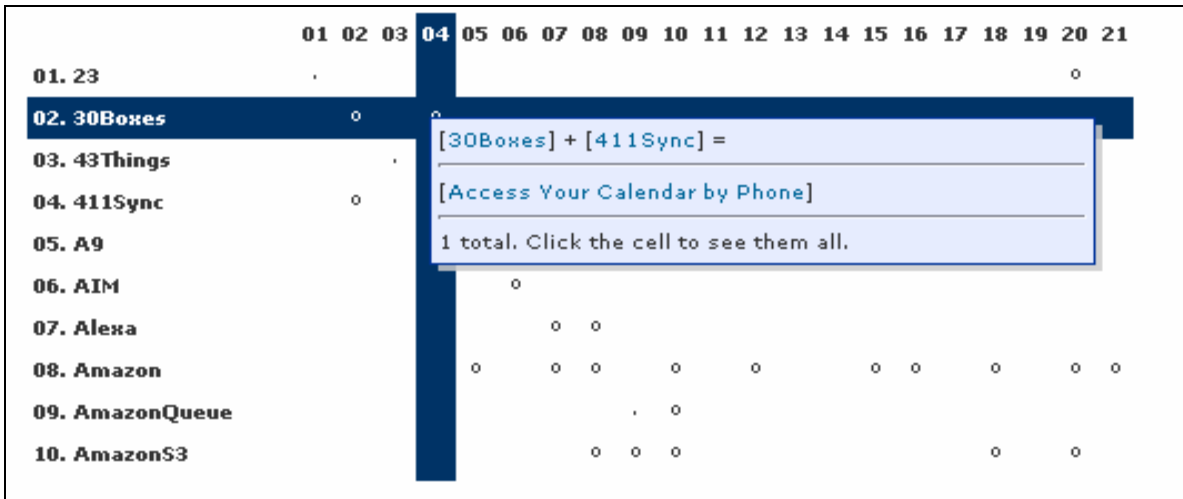 01 02 03 04 05 06 07 08 09 10 11 12 13 14 15 16 17 18 19 20 21
01. 23
02. 30Boxes
03. 43Things
04. 411Sync
05. A9
06. AIM
07. Alexa
08. Amazon
09. AmazonQueue
10. AmazonS3
[30Boxes] + [411Sync] =
[Access Your Calendar by Phone]
1 total. Click the cell to see them all.